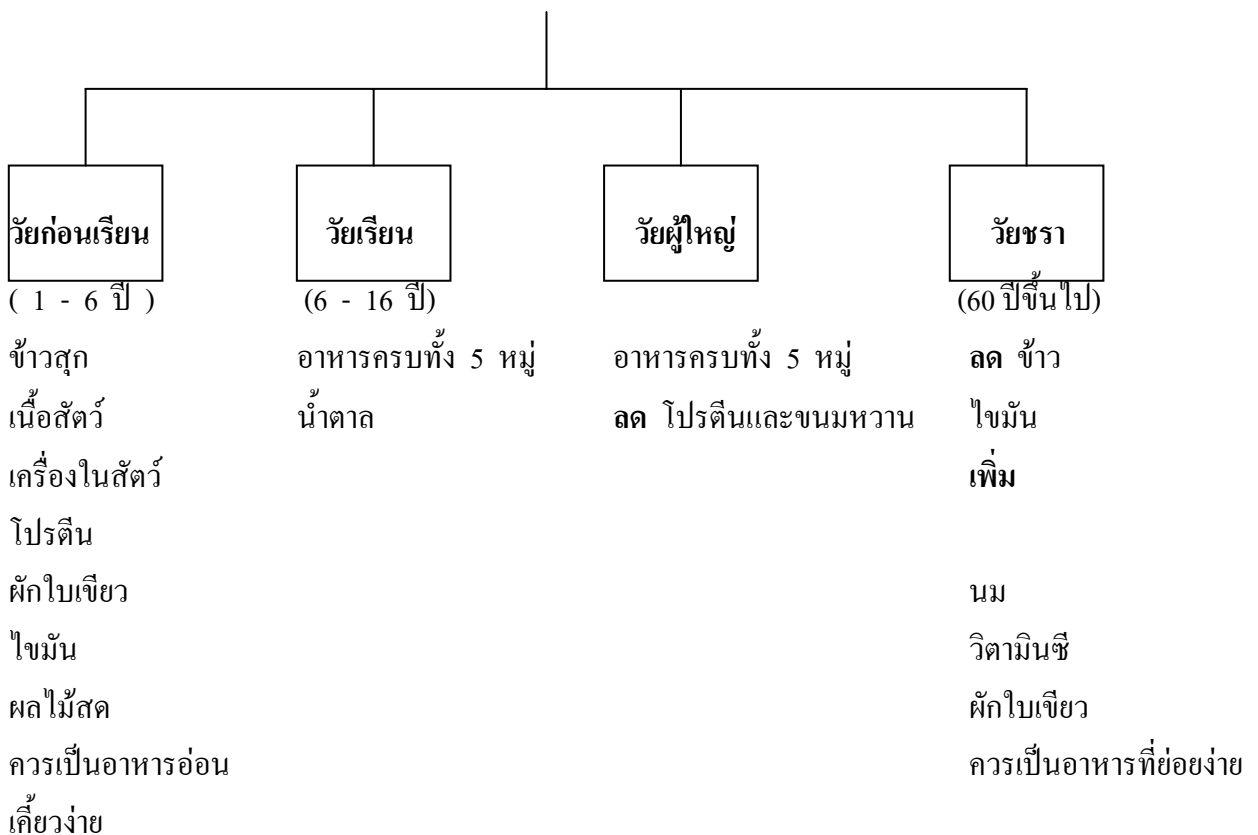 วัยก่อนเรียน
( 1 - 6 ปี )
ข้าวสุก
เนื้อสัตว์
เครื่องในสัตว์
โปรตีน
ผักใบเขียว
ไขมัน
ผลไม้สด
ควรเป็นอาหารอ่อน
เคี้ยวง่าย
วัยเรียน
(6 - 16 ปี)
อาหารครบทั้ง 5 หมู่
น้ำตาล
วัยผู้ใหญ่
อาหารครบทั้ง 5 หมู่
ลด โปรตีนและขนมหวาน
วัยชรา
(60 ปีขึ้นไป)
ลด ข้าว
ไขมัน
เพิ่ม
นม
วิตามินซี
ผักใบเขียว
ควรเป็นอาหารที่ย่อยง่าย